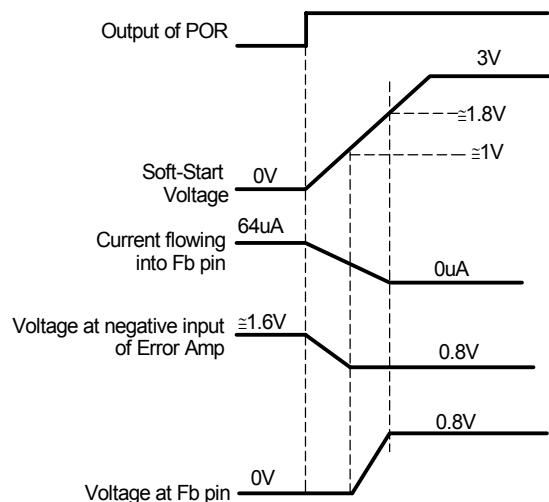 Output of POR
3V
≅1.8V
≅1V
Soft-Start
Voltage
0V
64uA
Current flowing
into Fb pin
0uA
≅1.6V
Voltage at negative input
of Error Amp
0.8V
0.8V
0V
Voltage at Fb pin